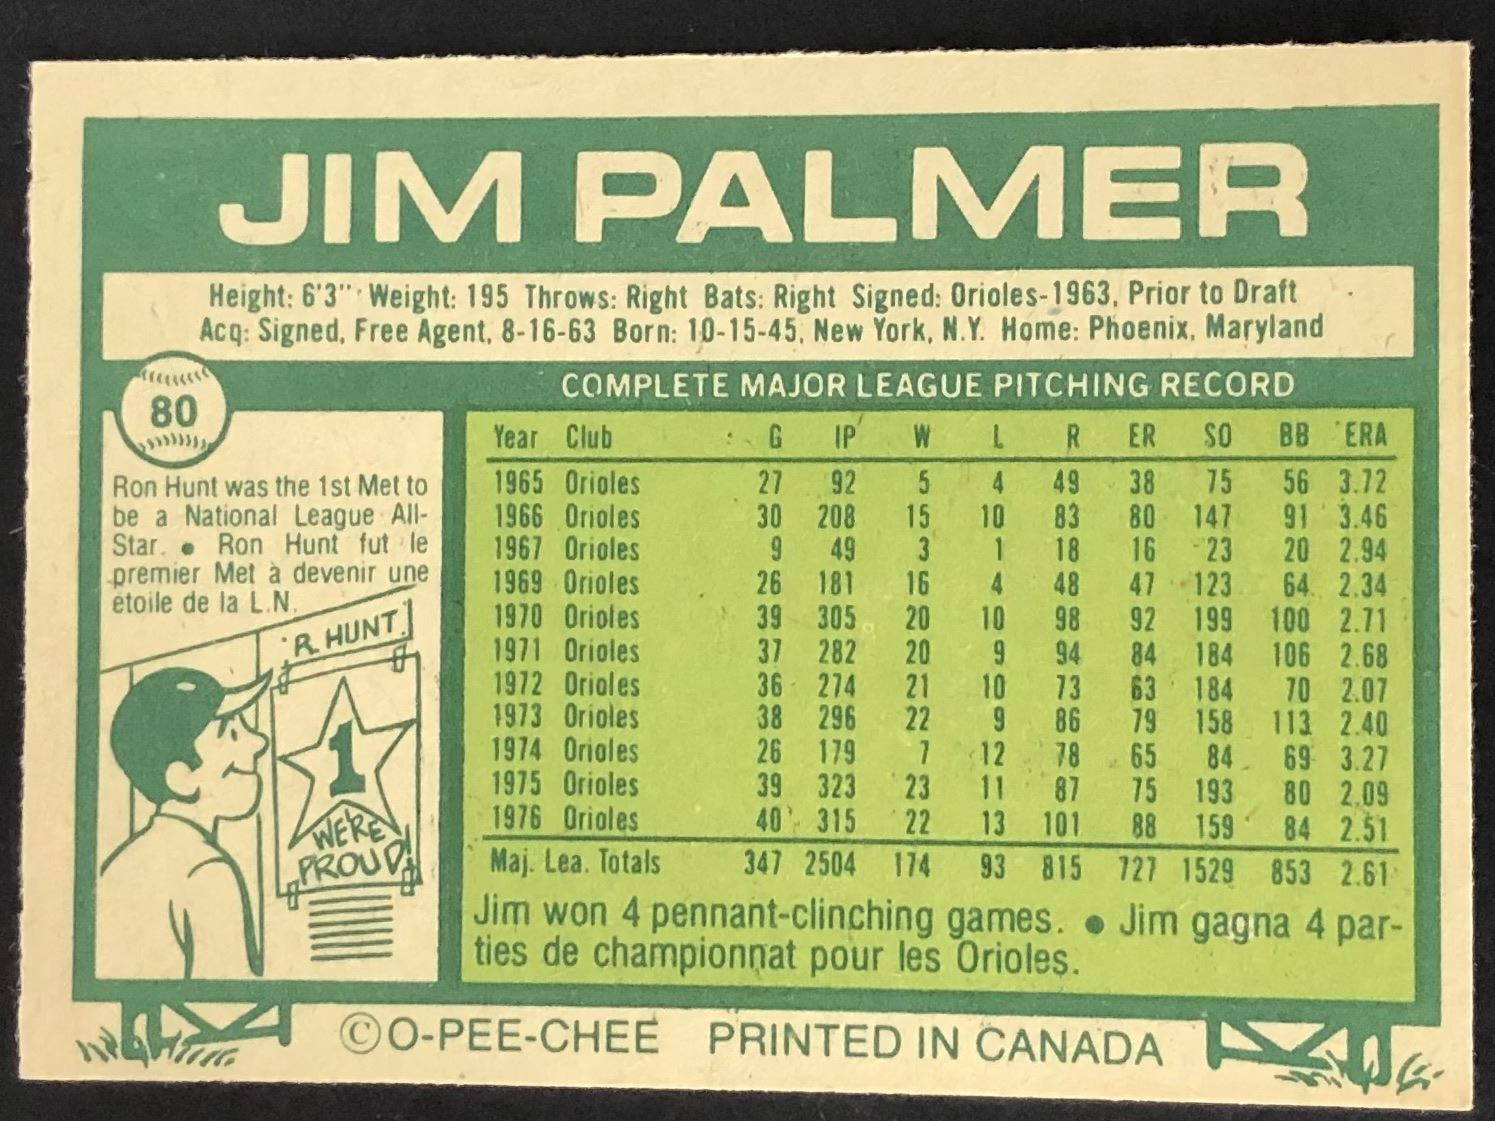 JIM PALMER
Height: 6'3" Weight: 195 Throws: Right Bats: Right Signed: Orioles-1963, Prior to Draft
Acq: Signed, Free Agent, 8-16-63 Born: 10-15-45, New York, N.Y. Home: Phoenix, Maryland
80
Ron Hunt was the 1st Met to
be a National League All-
Star. • Ron Hunt fut le
premier Met à devenir une
étoile de la L.N.
R. HUNT
1
WE'RE
PROUD!
COMPLETE MAJOR LEAGUE PITCHING RECORD
Year Club G IP W L R ER SO BB ERA
1965 Orioles 27 92 5 4 49 38 75 56 3.72
1966 Orioles 30 208 15 10 83 80 147 91 3.46
1967 Orioles 9 49 3 1 18 16 23 20 2.94
1969 Orioles 26 181 16 4 48 47 123 64 2.34
1970 Orioles 39 305 20 10 98 92 199 100 2.71
1971 Orioles 37 282 20 9 94 84 184 106 2.68
1972 Orioles 36 274 21 10 73 63 184 70 2.07
1973 Orioles 38 296 22 9 86 79 158 113 2.40
1974 Orioles 26 179 7 12 78 65 84 69 3.27
1975 Orioles 39 323 23 11 87 75 193 80 2.09
1976 Orioles 40 315 22 13 101 88 159 84 2.51
Maj. Lea. Totals 347 2504 174 93 815 727 1529 853 2.61
Jim won 4 pennant-clinching games. • Jim gagna 4 par-
ties de championnat pour les Orioles.
©O-PEE-CHEE PRINTED IN CANADA